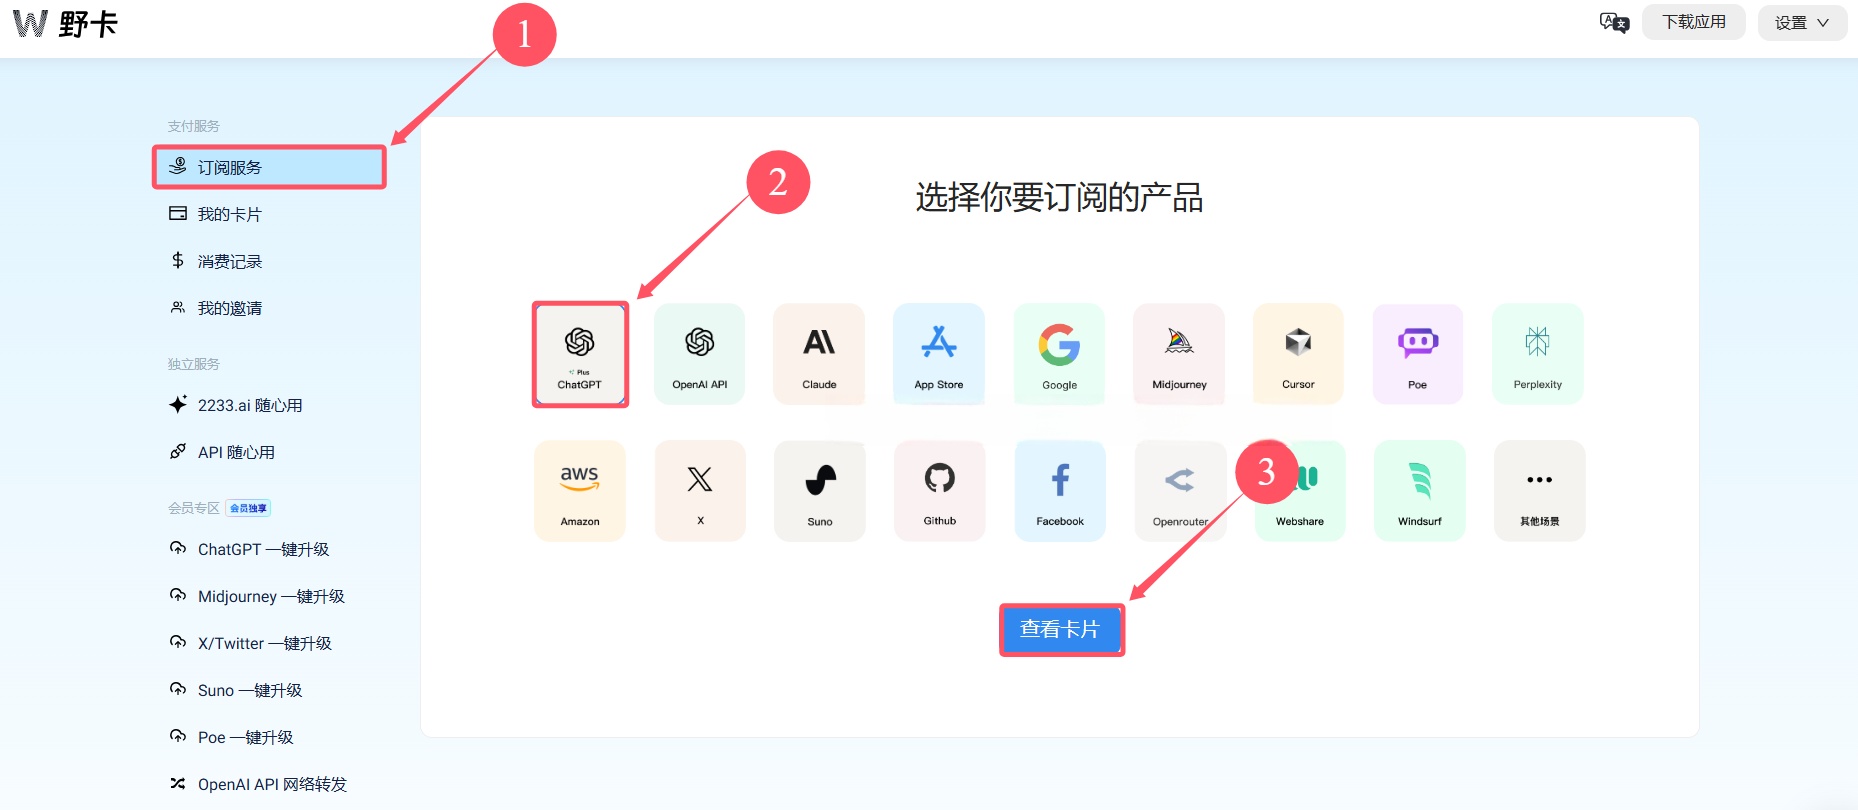 W 野卡
下载应用
设置
1
支付服务
订阅服务
我的卡片
消费记录
我的邀请
独立服务
2233.ai 随心用
API 随心用
会员专区 会员独享
ChatGPT 一键升级
Midjourney 一键升级
X/Twitter 一键升级
Suno 一键升级
Poe 一键升级
OpenAI API 网络转发
2
选择你要订阅的产品
Plus
ChatGPT
OpenAI API
Claude
App Store
Google
Midjourney
Cursor
Poe
Perplexity
aws
Amazon
X
Suno
Github
Facebook
Openrouter
3
Webshare
Windsurf
其他场景
查看卡片